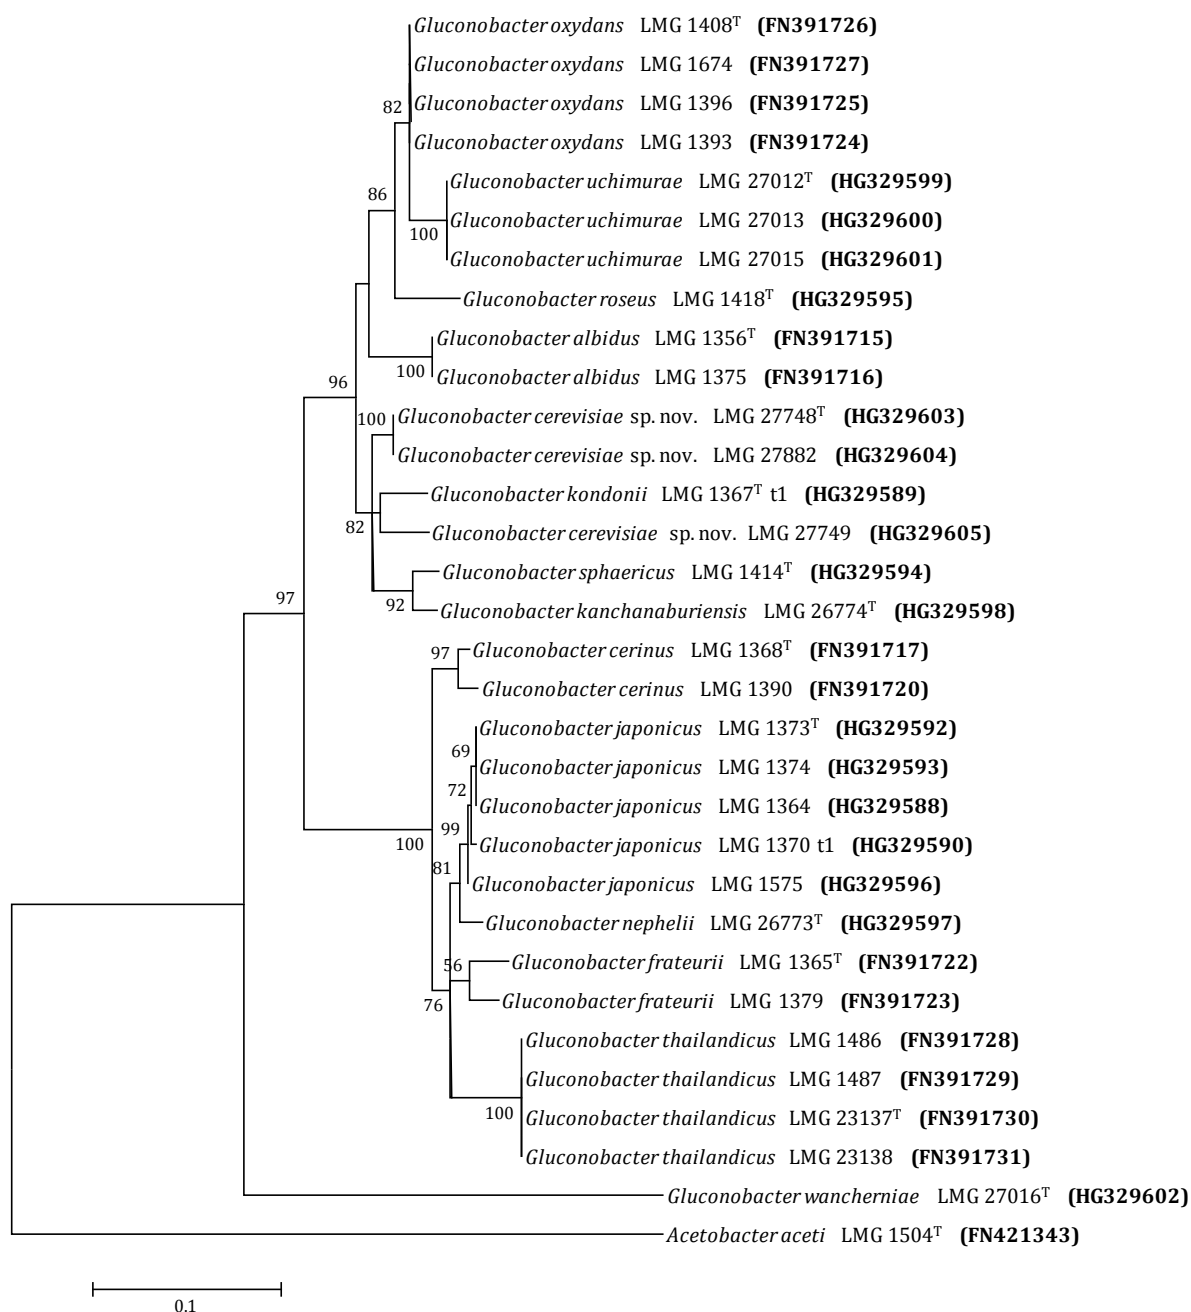 Gluconobacter oxydans LMG 1408ᵀ (FN391726)
Gluconobacter oxydans LMG 1674 (FN391727)
82 Gluconobacter oxydans LMG 1396 (FN391725)
Gluconobacter oxydans LMG 1393 (FN391724)
Gluconobacter uchimurae LMG 27012ᵀ (HG329599)
86
Gluconobacter uchimurae LMG 27013 (HG329600)
100
Gluconobacter uchimurae LMG 27015 (HG329601)
Gluconobacter roseus LMG 1418ᵀ (HG329595)
Gluconobacter albidus LMG 1356ᵀ (FN391715)
100
Gluconobacter albidus LMG 1375 (FN391716)
96
100 Gluconobacter cerevisiae sp. nov. LMG 27748ᵀ (HG329603)
Gluconobacter cerevisiae sp. nov. LMG 27882 (HG329604)
Gluconobacter kondonii LMG 1367ᵀ t1 (HG329589)
82
Gluconobacter cerevisiae sp. nov. LMG 27749 (HG329605)
Gluconobacter sphaericus LMG 1414ᵀ (HG329594)
97
92 Gluconobacter kanchanaburiensis LMG 26774ᵀ (HG329598)
97 Gluconobacter cerinus LMG 1368ᵀ (FN391717)
Gluconobacter cerinus LMG 1390 (FN391720)
Gluconobacter japonicus LMG 1373ᵀ (HG329592)
69
Gluconobacter japonicus LMG 1374 (HG329593)
72
Gluconobacter japonicus LMG 1364 (HG329588)
99
100
Gluconobacter japonicus LMG 1370 t1 (HG329590)
81
Gluconobacter japonicus LMG 1575 (HG329596)
Gluconobacter nephelii LMG 26773ᵀ (HG329597)
56 Gluconobacter frateurii LMG 1365ᵀ (FN391722)
76 Gluconobacter frateurii LMG 1379 (FN391723)
Gluconobacter thailandicus LMG 1486 (FN391728)
Gluconobacter thailandicus LMG 1487 (FN391729)
100 Gluconobacter thailandicus LMG 23137ᵀ (FN391730)
Gluconobacter thailandicus LMG 23138 (FN391731)
Gluconobacter wancherniae LMG 27016ᵀ (HG329602)
Acetobacter aceti LMG 1504ᵀ (FN421343)
0.1